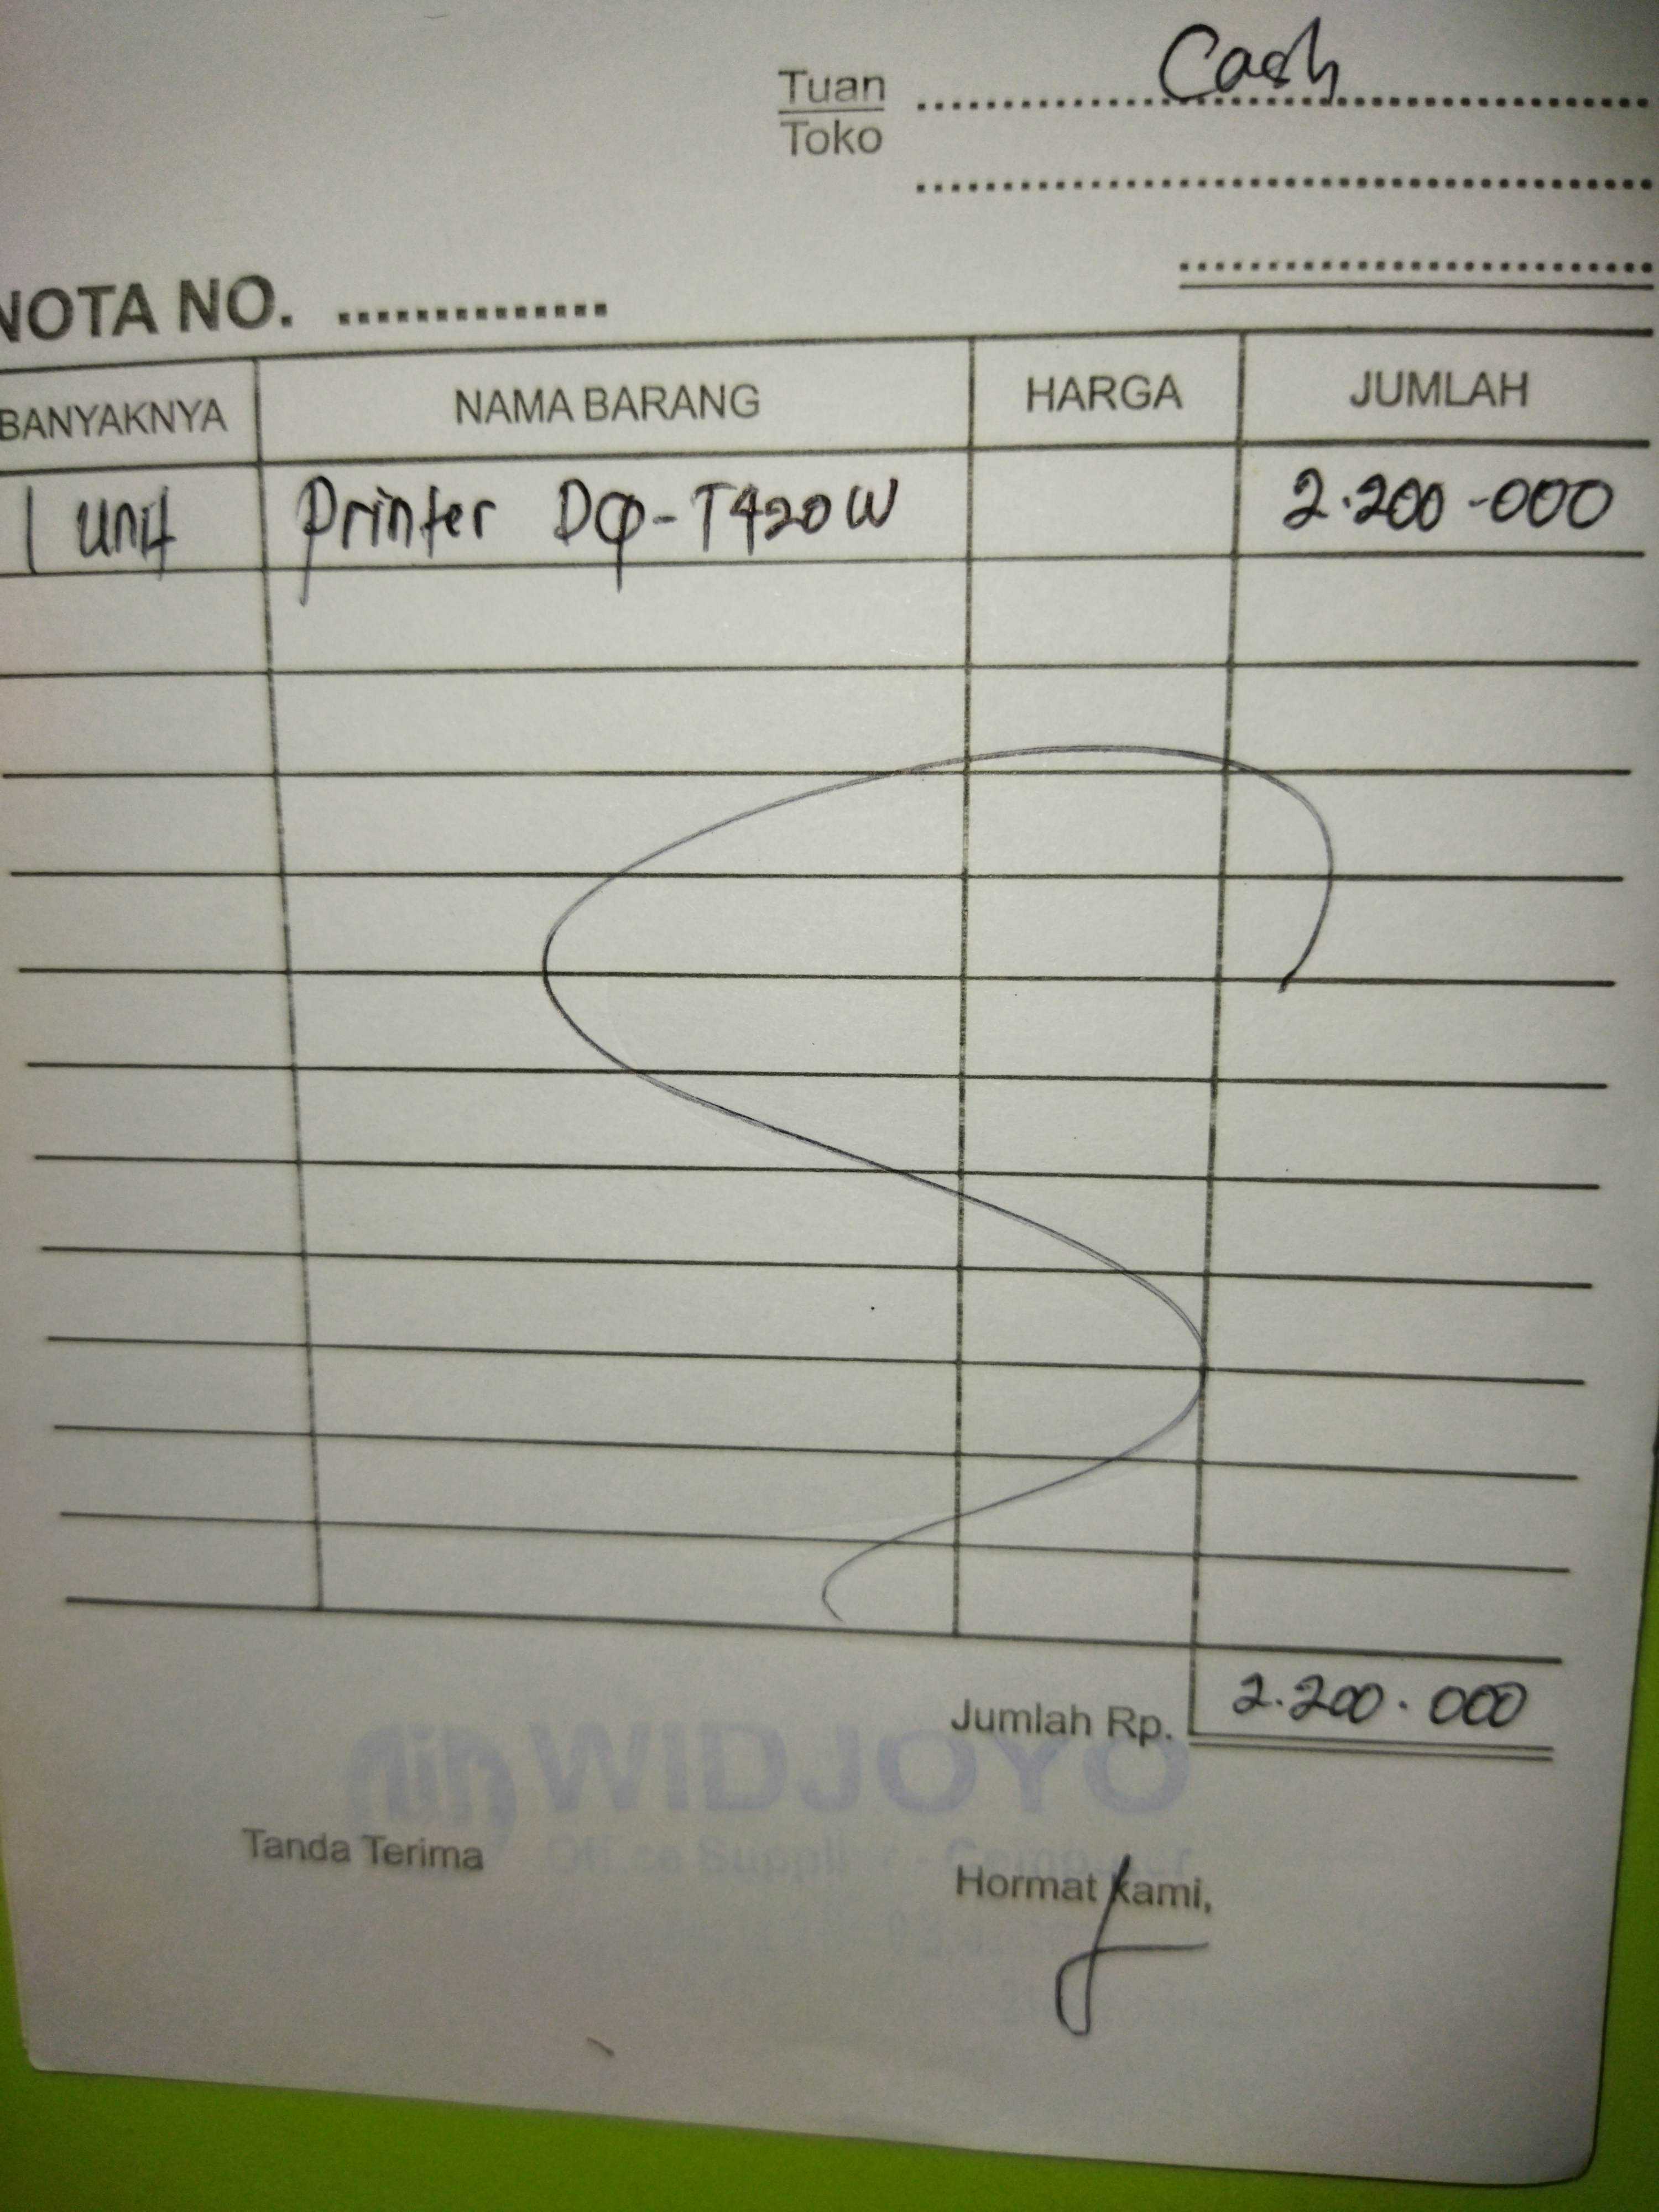 Tuan Cash
Toko
NOTA NO.
BANYAKNYA NAMA BARANG HARGA JUMLAH
1 unit Printer DCP-T420W 2.200-000
Jumlah Rp. 2.200.000
WIDJOYO
Tanda Terima
Hormat kami,